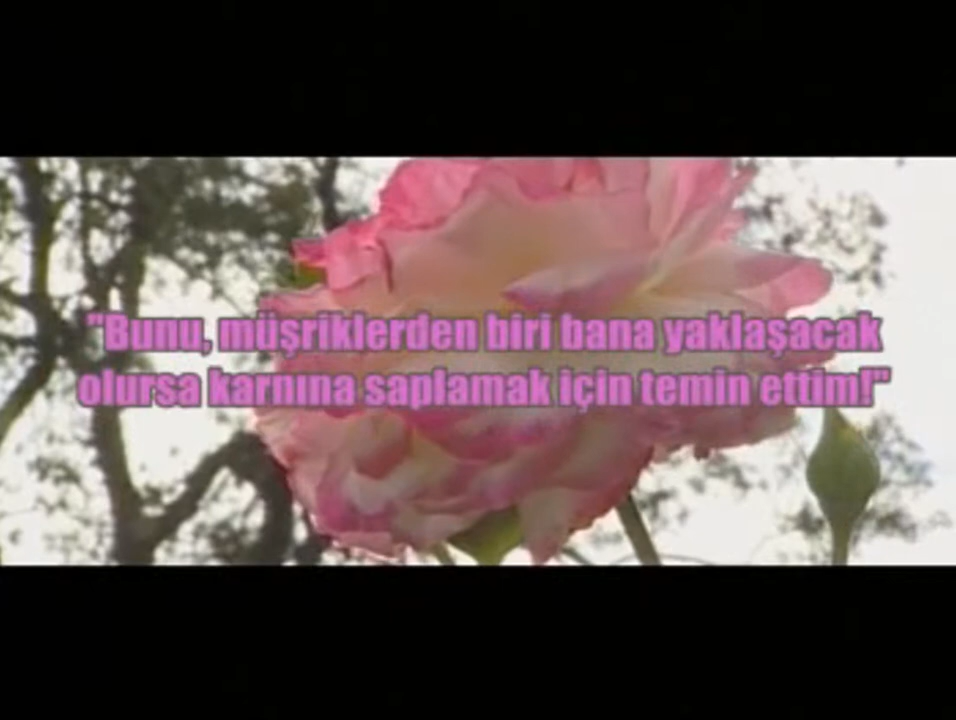 "Bunu, müşriklerden biri bana yaklaşacak
olursa karnına saplamak için temin ettim!"